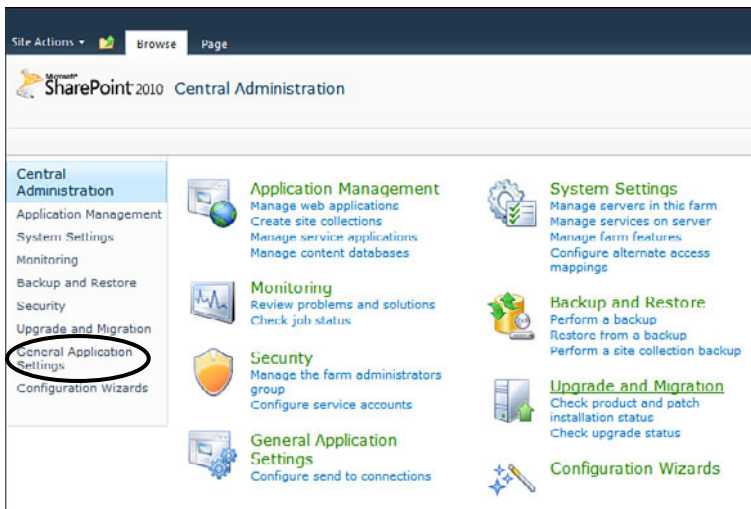 Site Actions Browse Page
Microsoft
SharePoint 2010 Central Administration
Central
Administration
Application Management
System Settings
Monitoring
Backup and Restore
Security
Upgrade and Migration
General Application
Settings
Configuration Wizards
Application Management
Manage web applications
Create site collections
Manage service applications
Manage content databases
Monitoring
Review problems and solutions
Check job status
Security
Manage the farm administrators
group
Configure service accounts
General Application
Settings
Configure send to connections
System Settings
Manage servers in this farm
Manage services on server
Manage farm features
Configure alternate access
mappings
Backup and Restore
Perform a backup
Restore from a backup
Perform a site collection backup
Upgrade and Migration
Check product and patch
installation status
Check upgrade status
Configuration Wizards